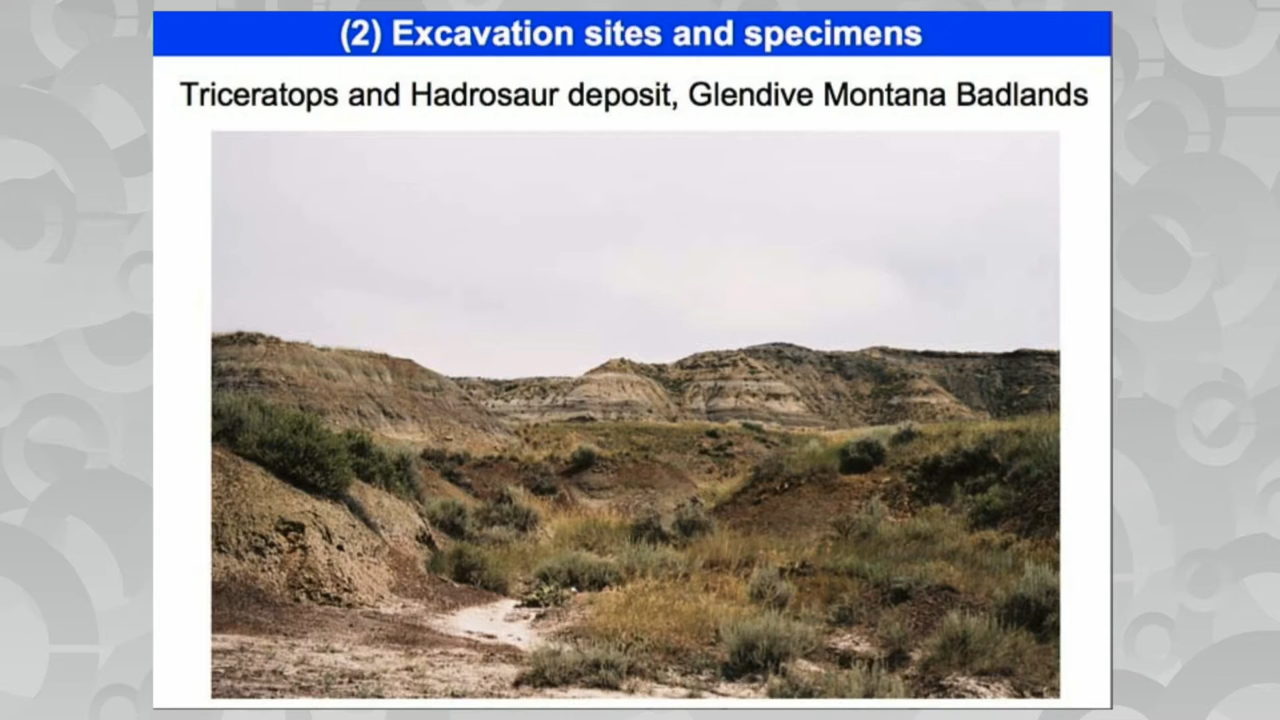 (2) Excavation sites and specimens
Triceratops and Hadrosaur deposit, Glendive Montana Badlands